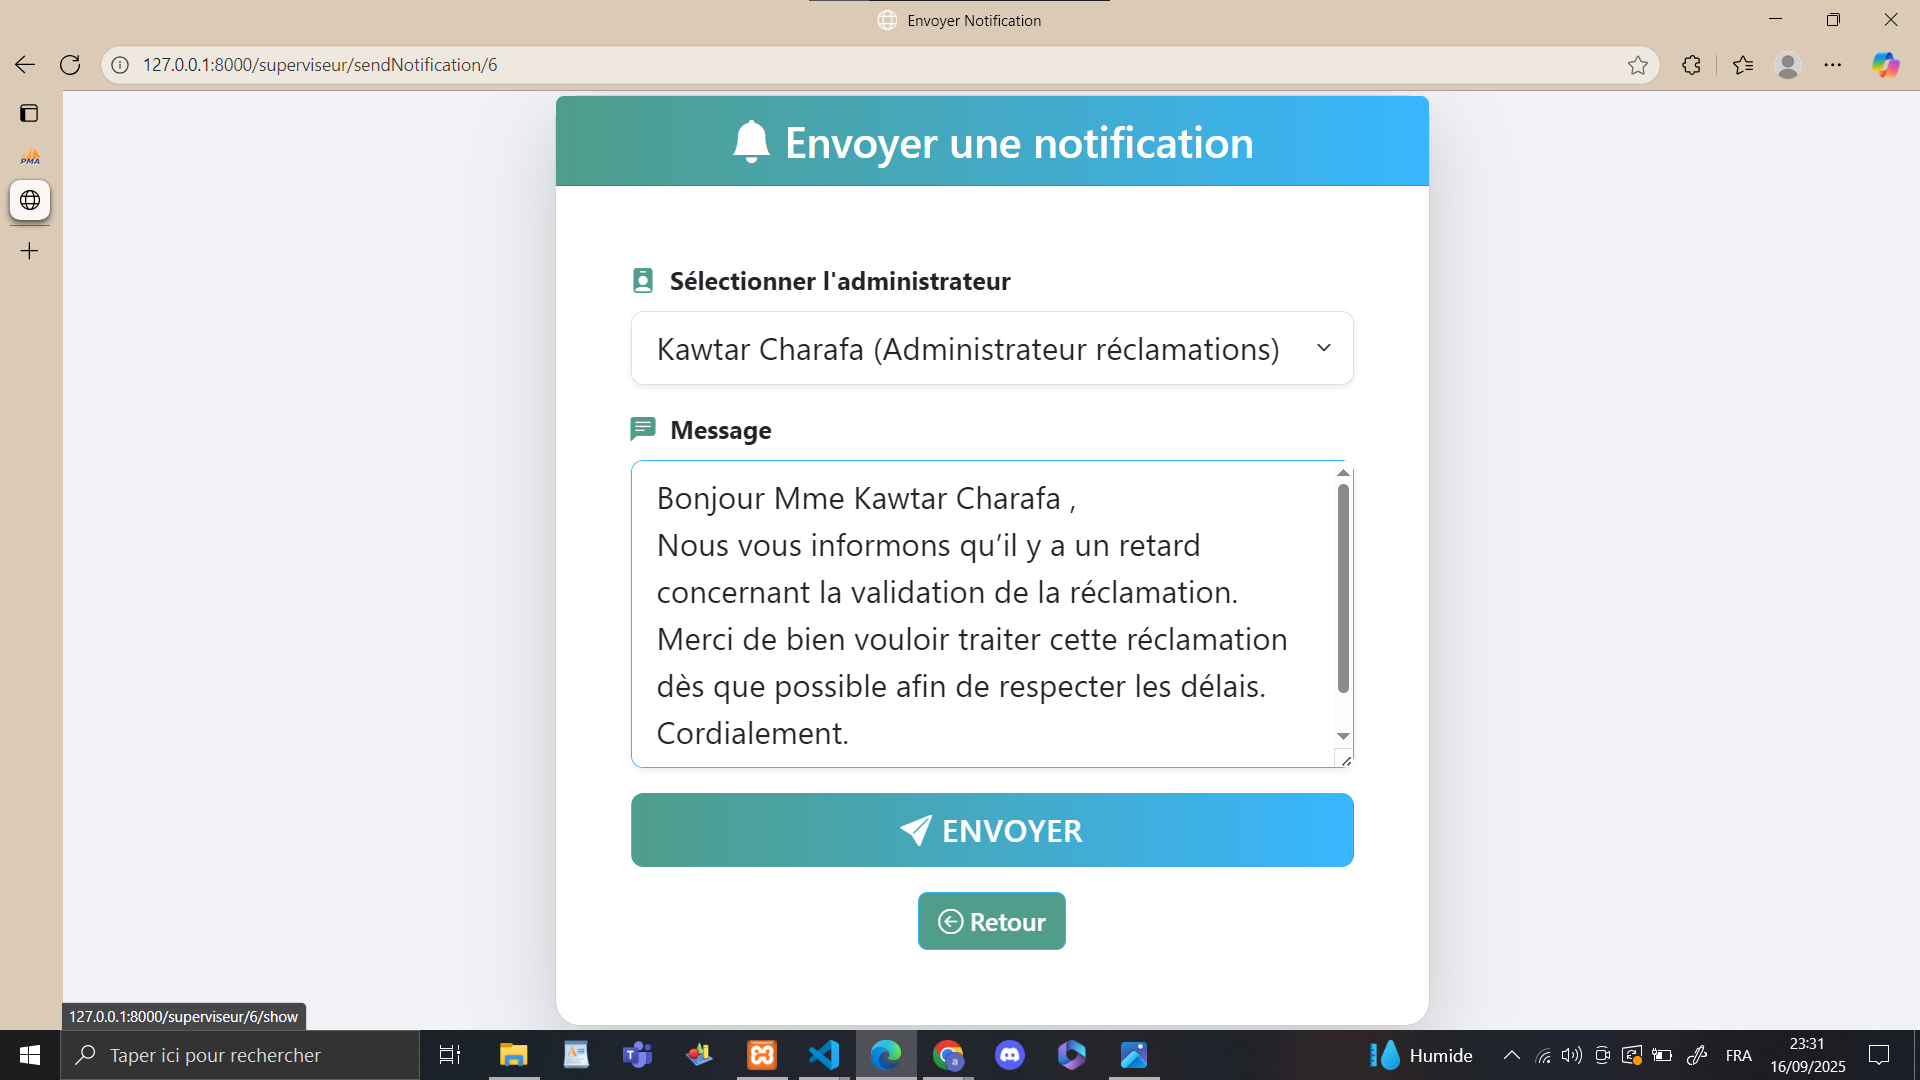 Envoyer Notification
127.0.0.1:8000/superviseur/sendNotification/6
PMA
Envoyer une notification
Sélectionner l'administrateur
Kawtar Charafa (Administrateur réclamations)
Message
Bonjour Mme Kawtar Charafa ,
Nous vous informons qu’il y a un retard
concernant la validation de la réclamation.
Merci de bien vouloir traiter cette réclamation
dès que possible afin de respecter les délais.
Cordialement.
ENVOYER
Retour
127.0.0.1:8000/superviseur/6/show
Taper ici pour rechercher
Humide
FRA
23:31
16/09/2025